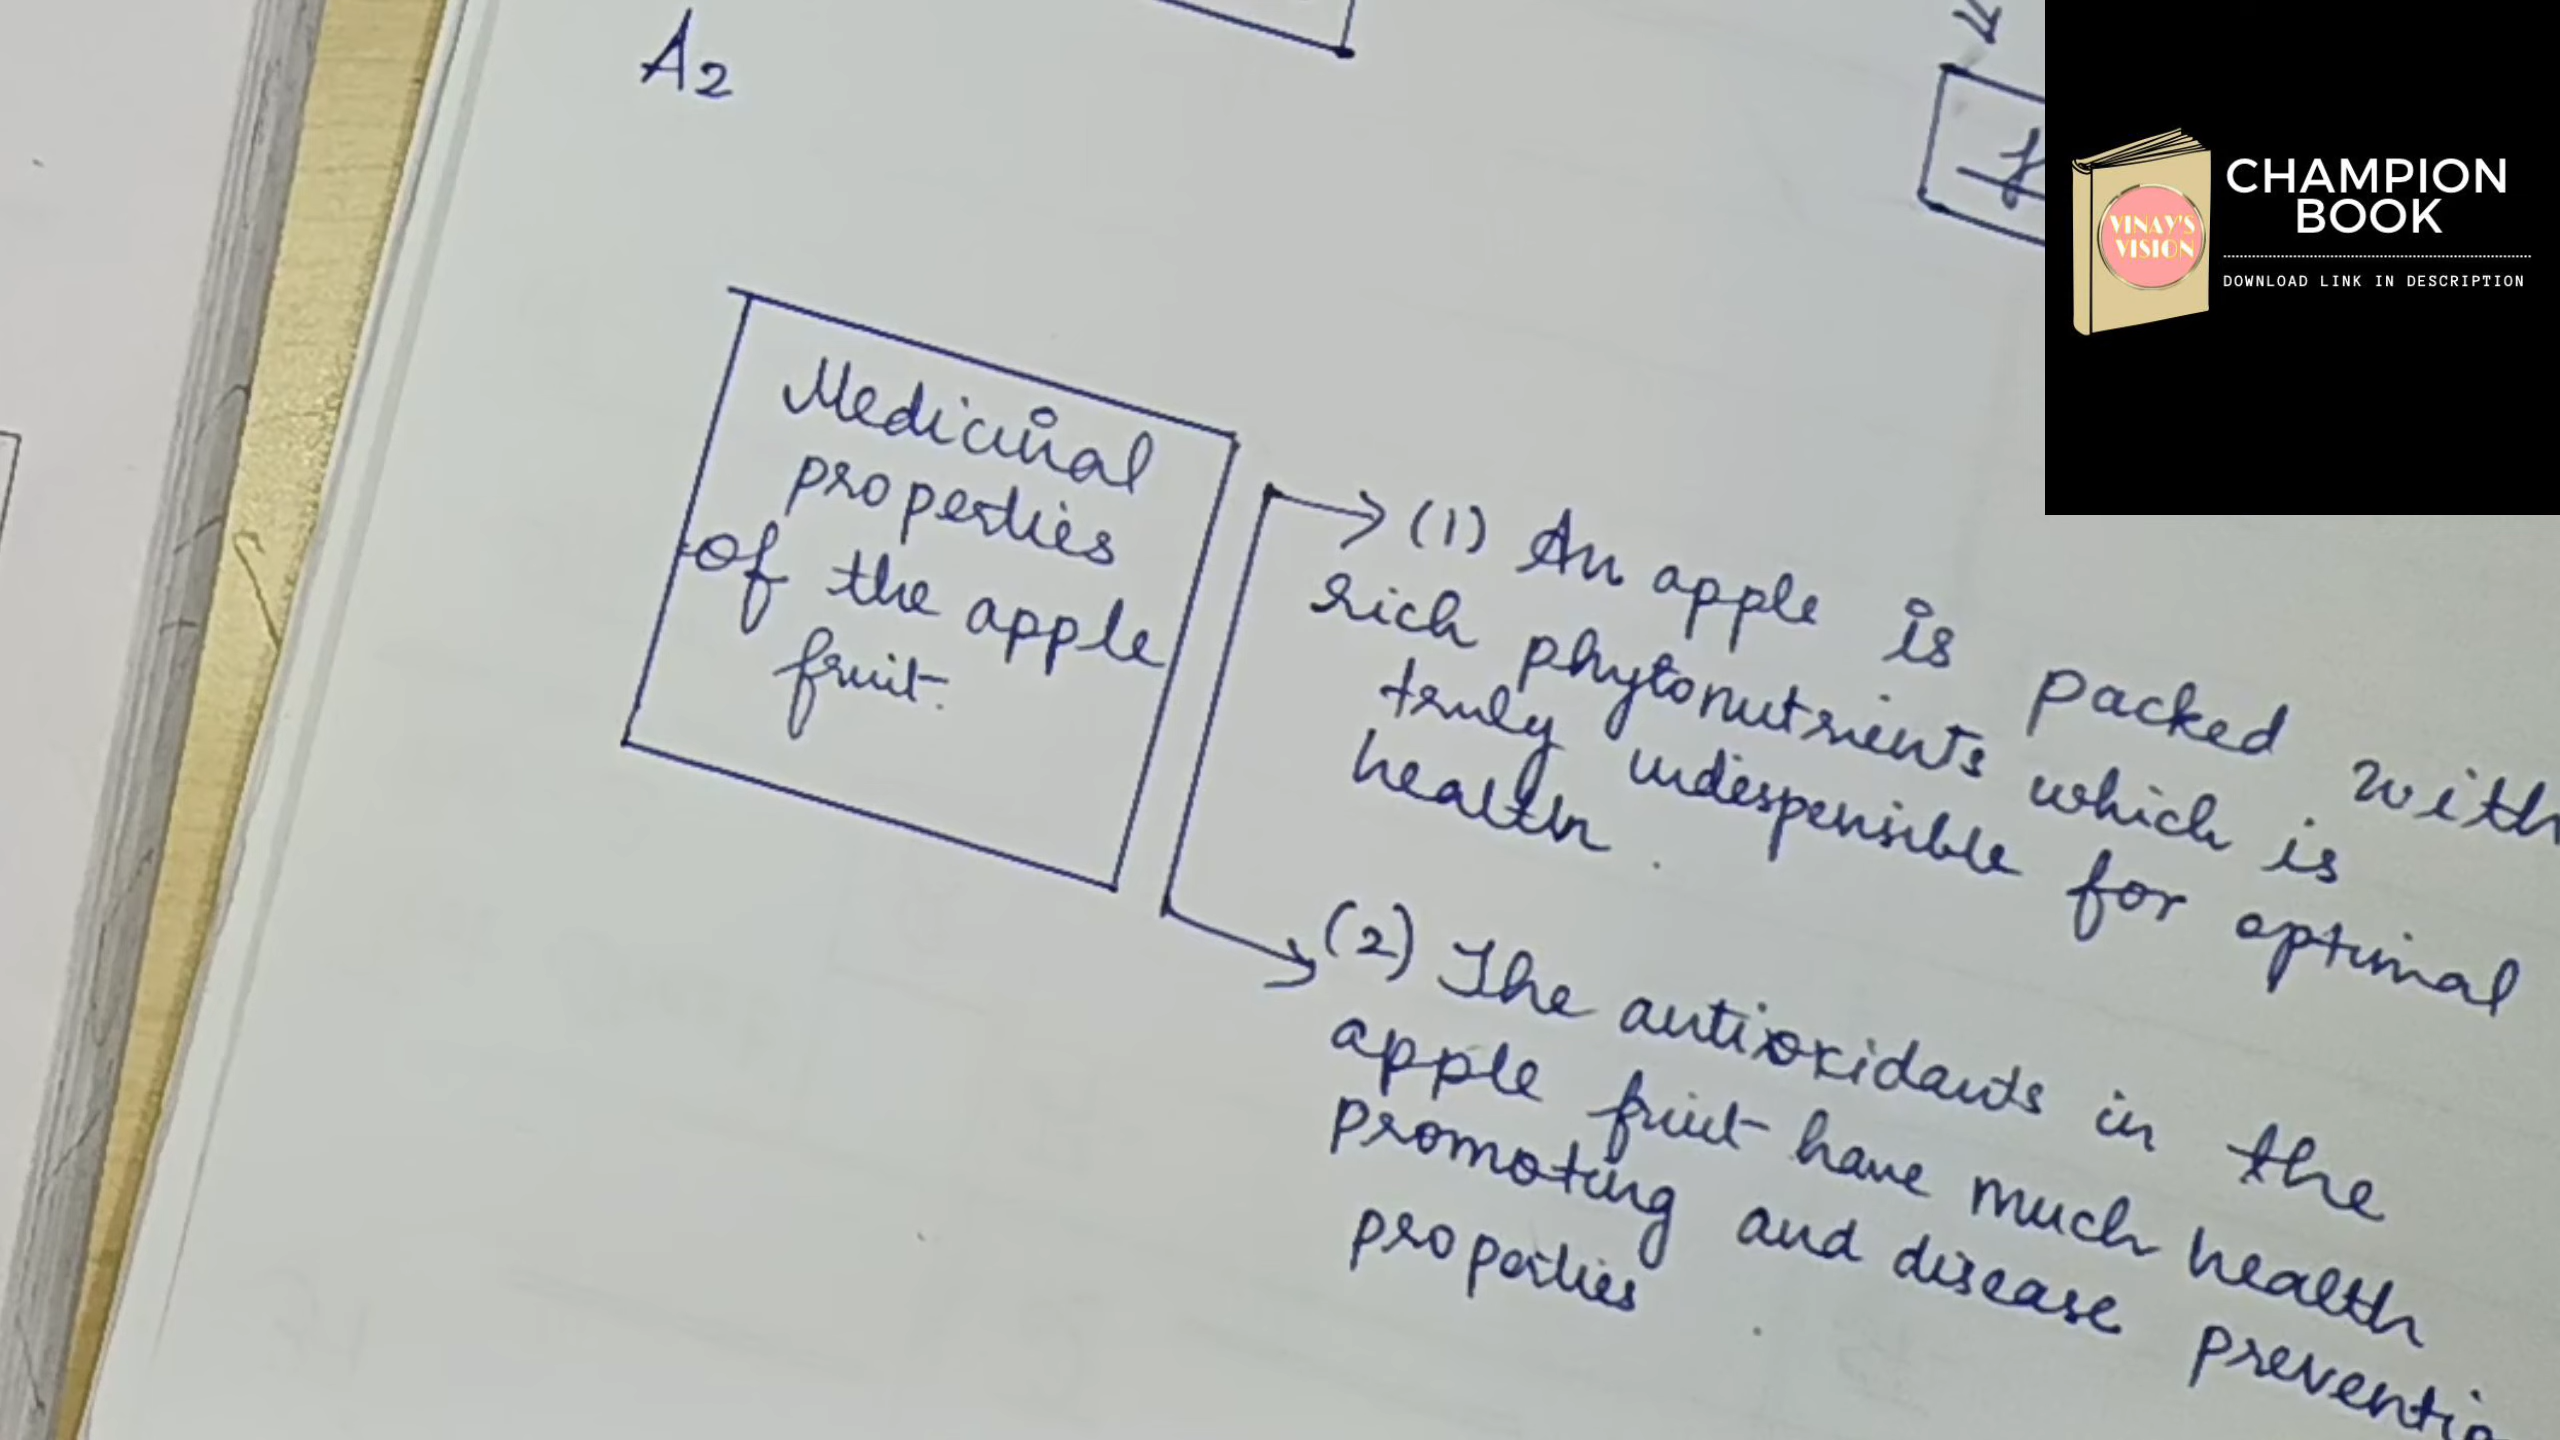 A2
CHAMPION
BOOK
VINAY'S
VISION
DOWNLOAD LINK IN DESCRIPTION
Medicinal
properties
of the apple
fruit.
(1) An apple is packed with
rich phytonutrients which is
truly indespensible for optimal
health.
(2) The antioxidants in the
apple fruit have much health
promoting and disease
properties.